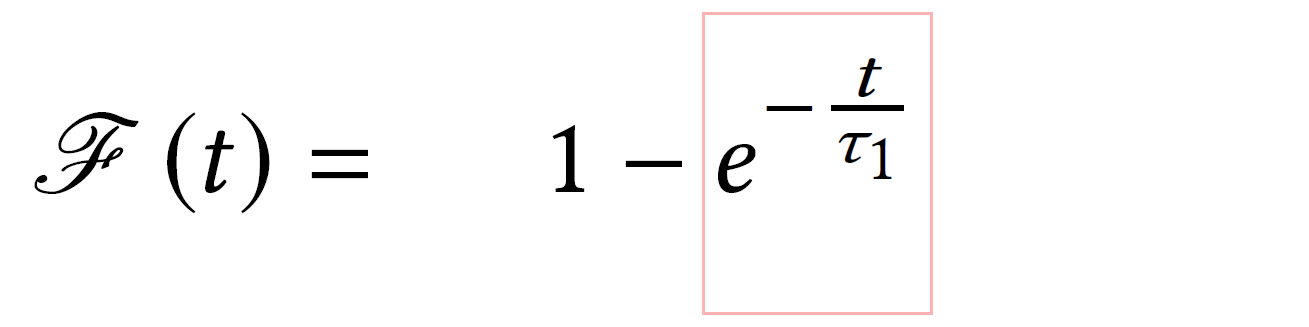 ℱ(t) = 1 − e^{−t/τ₁}